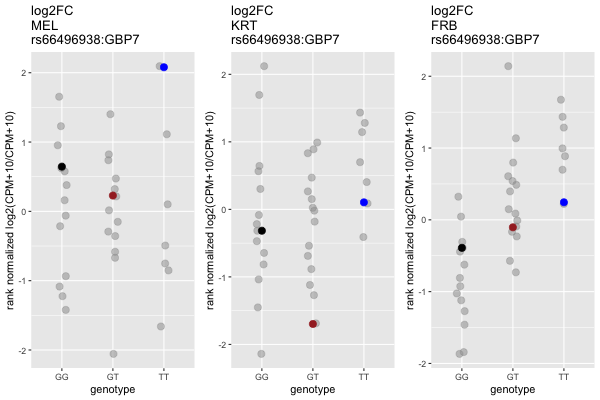 log2FC
MEL
rs66496938:GBP7
rank normalized log2(CPM+10/CPM+10)
2
1
0
-1
-2
GG
GT
TT
genotype
log2FC
KRT
rs66496938:GBP7
rank normalized log2(CPM+10/CPM+10)
2
1
0
-1
-2
GG
GT
TT
genotype
log2FC
FRB
rs66496938:GBP7
rank normalized log2(CPM+10/CPM+10)
2
1
0
-1
-2
GG
GT
TT
genotype